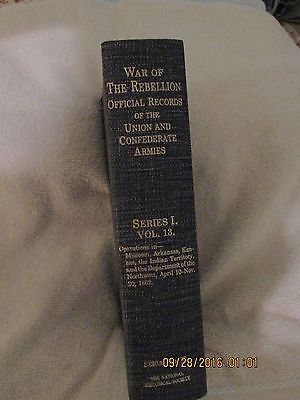 WAR OF
THE REBELLION
OFFICIAL RECORDS
OF THE
UNION AND
CONFEDERATE
ARMIES
SERIES I.
VOL. 13.
Operations in—
Missouri, Arkansas, Kan-
sas, the Indian Territory,
and the Department of the
Northwest, April 10-Nov.
20, 1862.
THE NATIONAL
HISTORICAL SOCIETY
09/28/2016 01:01